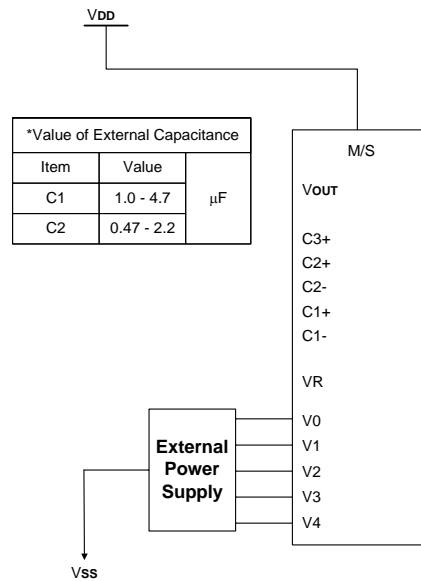 VDD
*Value of External Capacitance
Item Value
C1 1.0 - 4.7 μF
C2 0.47 - 2.2
M/S
VOUT
C3+
C2+
C2-
C1+
C1-
VR
V0
V1
V2
V3
V4
External
Power
Supply
VSS